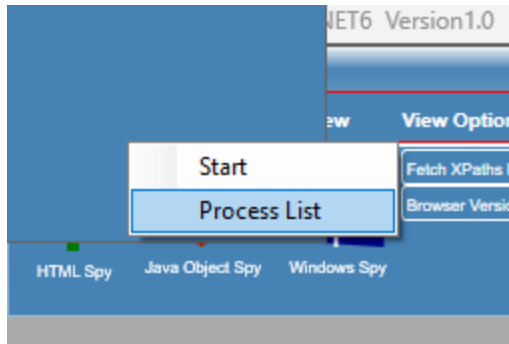 NET6 Version1.0
ew View Option
Start
Fetch XPaths
Process List
Browser Versio
HTML Spy Java Object Spy Windows Spy